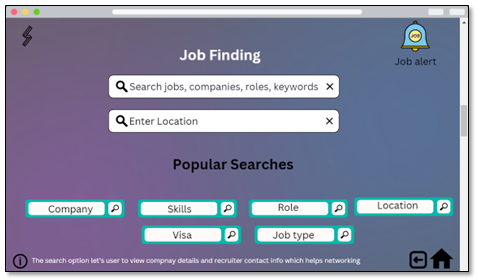 JOB
Job Finding
Job alert
Search jobs, companies, roles, keywords
Enter Location
Popular Searches
Company Skills Role Location
Visa Job type
The search option let's user to view compnay details and recruiter contact info which helps networking